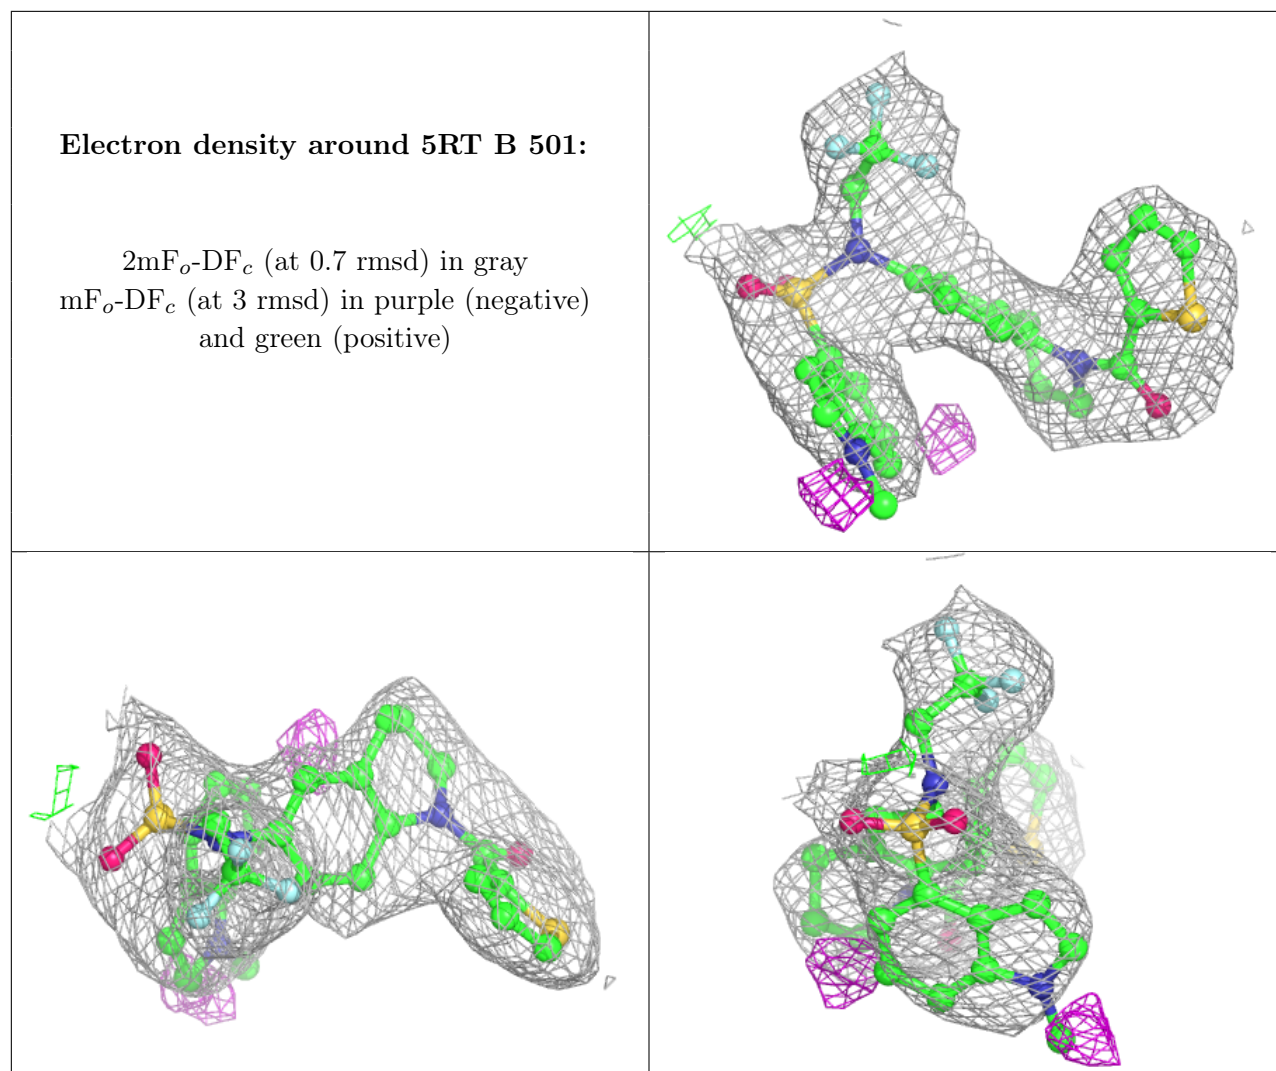 Electron density around 5RT B 501:
2mFo-DFc (at 0.7 rmsd) in gray
mFo-DFc (at 3 rmsd) in purple (negative)
and green (positive)